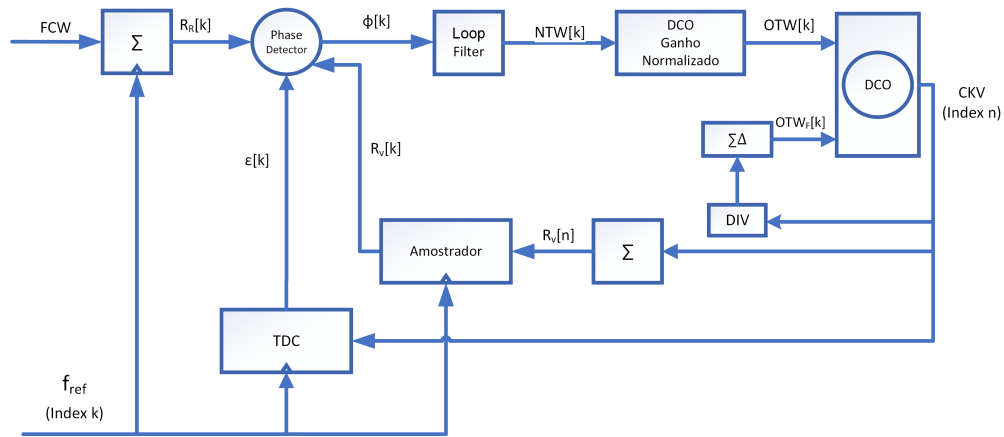 FCW
Σ
R_R[k]
Phase
Detector
ϕ[k]
Loop
Filter
NTW[k]
DCO
Ganho
Normalizado
OTW[k]
DCO
CKV
(Index n)
OTW_F[k]
∑Δ
ε[k]
R_v[k]
DIV
Amostrador
R_v[n]
Σ
TDC
f_ref
(Index k)